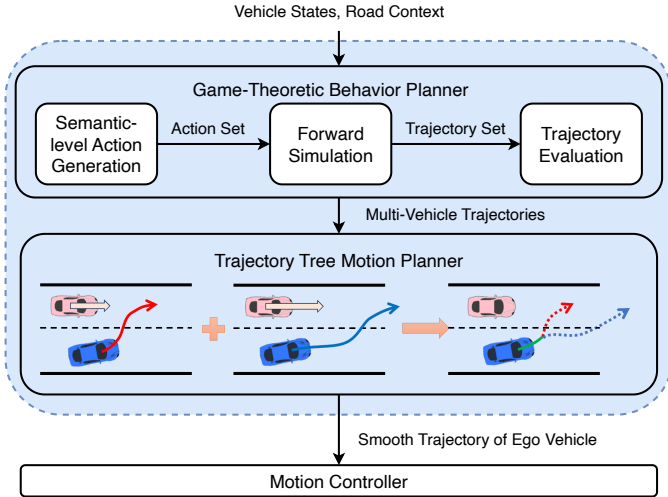 Vehicle States, Road Context
Game-Theoretic Behavior Planner
Semantic-
level Action
Generation
Action Set
Forward
Simulation
Trajectory Set
Trajectory
Evaluation
Multi-Vehicle Trajectories
Trajectory Tree Motion Planner
Smooth Trajectory of Ego Vehicle
Motion Controller